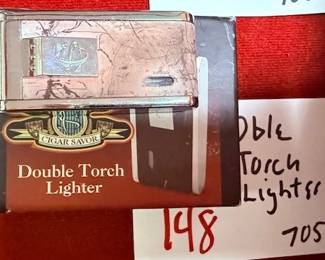 CIGAR SAVOR
Double Torch
Lighter
Dble
Torch
Lighter
148
705